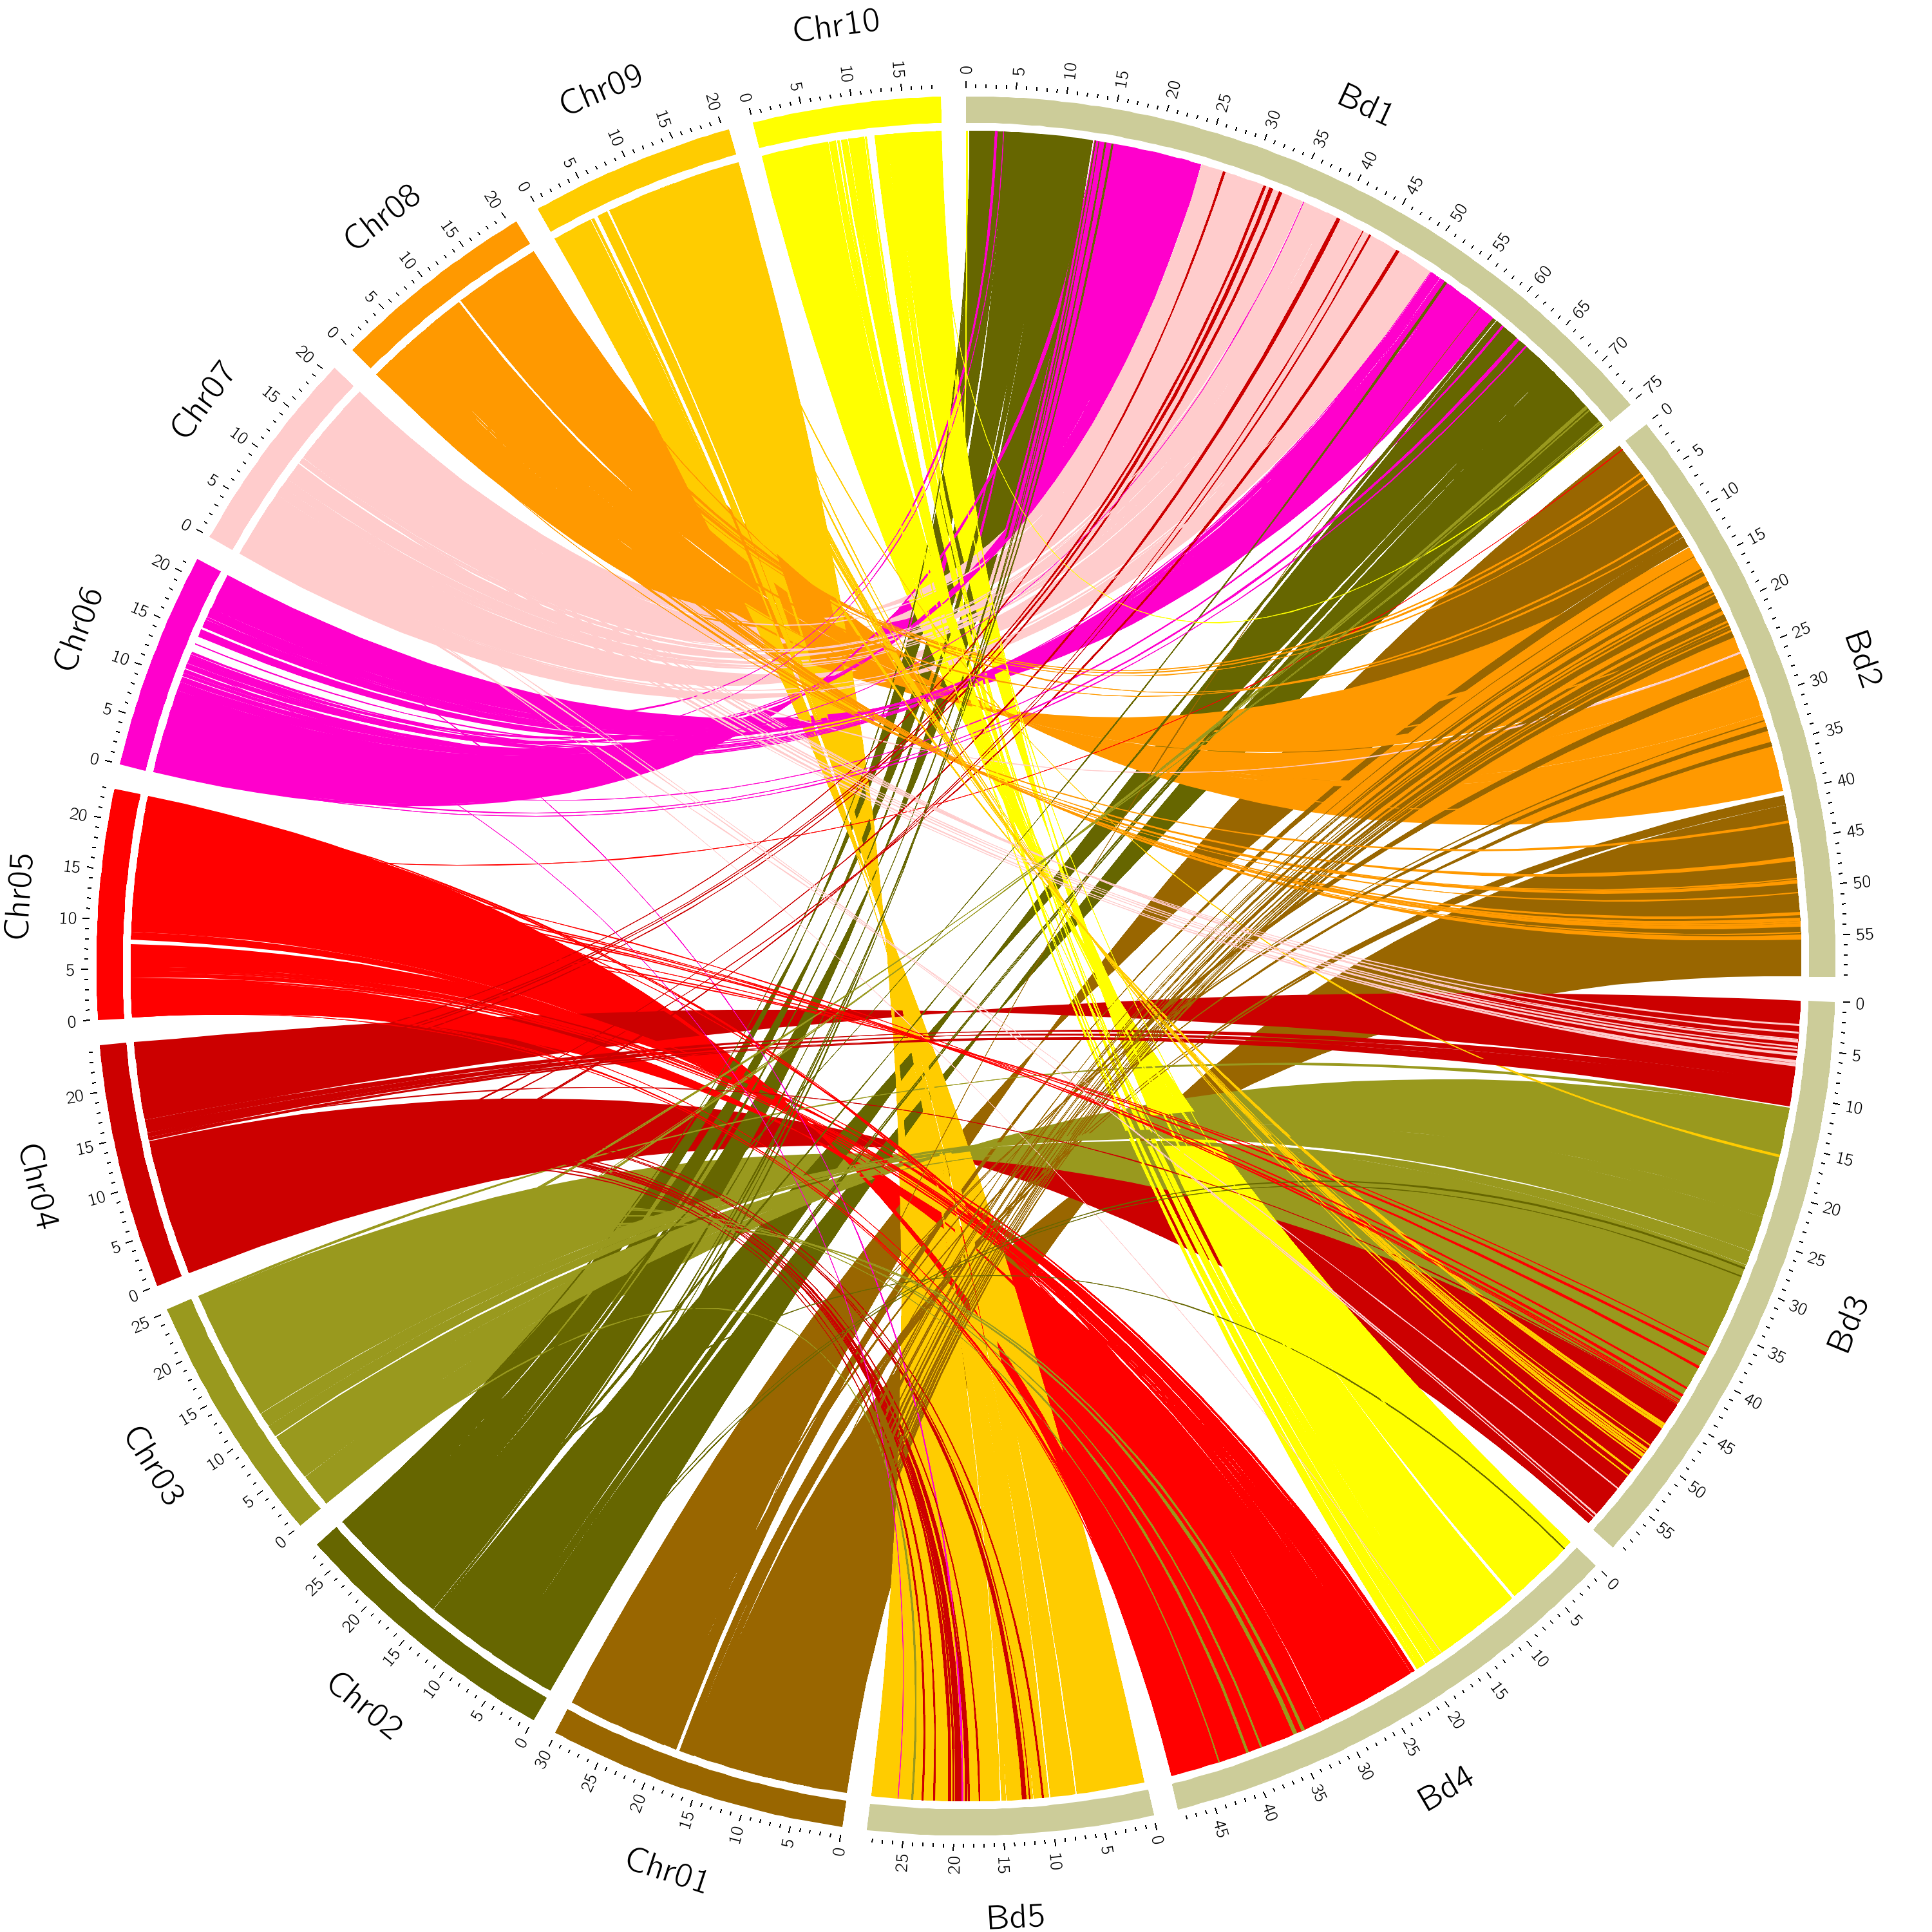 Chr10
0 5 10 15
Bd1
0 5 10 15 20 25 30 35 40 45 50 55 60 65 70 75
Bd2
0 5 10 15 20 25 30 35 40 45 50 55
Bd3
0 5 10 15 20 25 30 35 40 45 50 55
Bd4
0 5 10 15 20 25 30 35 40 45
Bd5
0 5 10 15 20 25
Chr01
0 5 10 15 20 25 30
Chr02
0 5 10 15 20 25
Chr03
0 5 10 15 20 25
Chr04
0 5 10 15 20
Chr05
0 5 10 15 20
Chr06
0 5 10 15 20
Chr07
0 5 10 15 20
Chr08
0 5 10 15 20
Chr09
0 5 10 15 20